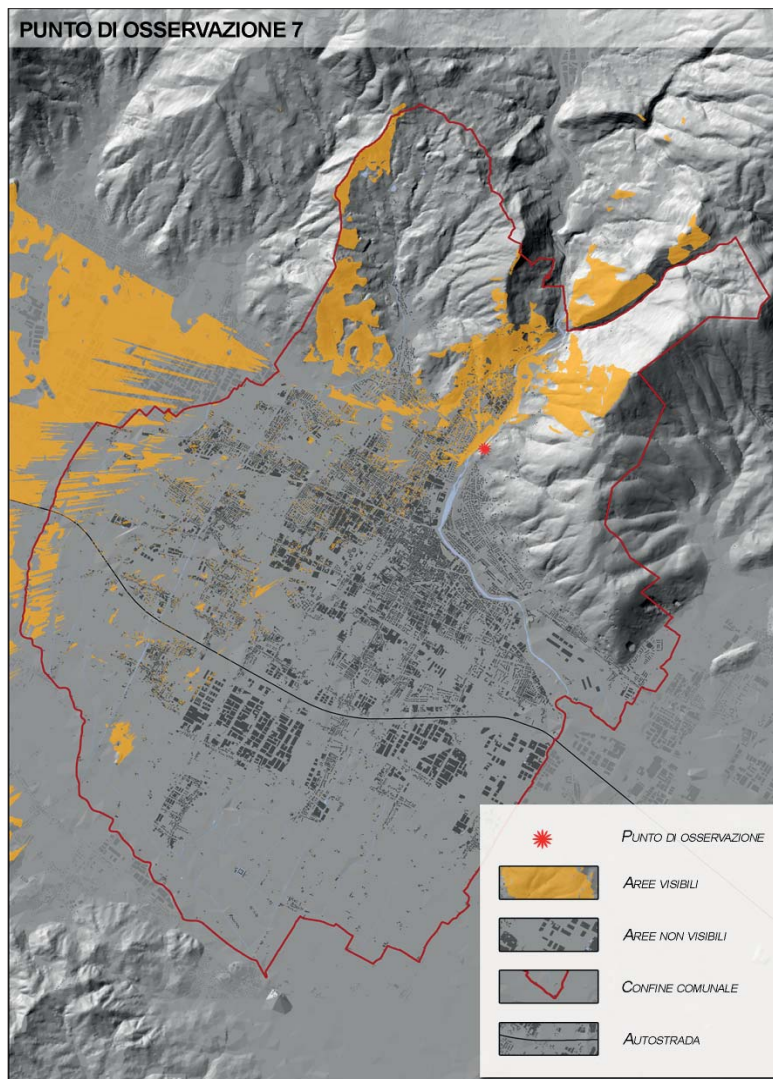 PUNTO DI OSSERVAZIONE 7
PUNTO DI OSSERVAZIONE
AREE VISIBILI
AREE NON VISIBILI
CONFINE COMUNALE
AUTOSTRADA